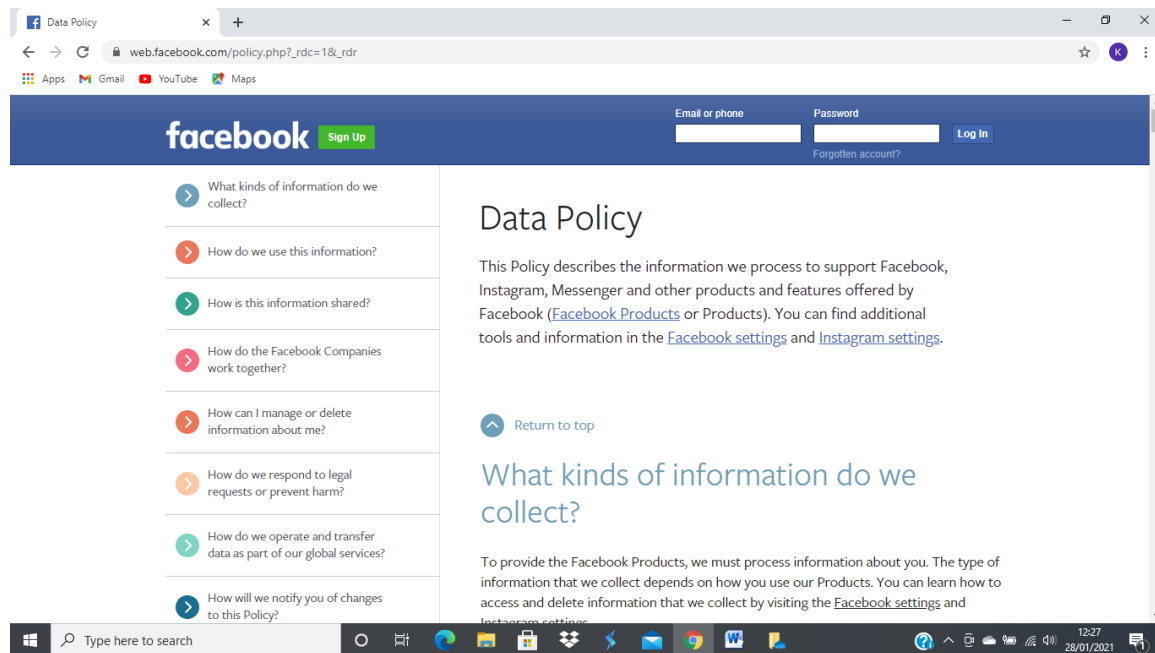 Data Policy
web.facebook.com/policy.php?_rdc=1&_rdr
K
Apps
Gmail
YouTube
Maps
facebook
Sign Up
Email or phone
Password
Log In
Forgotten account?
What kinds of information do we
collect?
How do we use this information?
How is this information shared?
How do the Facebook Companies
work together?
How can I manage or delete
information about me?
How do we respond to legal
requests or prevent harm?
How do we operate and transfer
data as part of our global services?
How will we notify you of changes
to this Policy?
Data Policy
This Policy describes the information we process to support Facebook,
Instagram, Messenger and other products and features offered by
Facebook (Facebook Products or Products). You can find additional
tools and information in the Facebook settings and Instagram settings.
Return to top
What kinds of information do we
collect?
To provide the Facebook Products, we must process information about you. The type of
information that we collect depends on how you use our Products. You can learn how to
access and delete information that we collect by visiting the Facebook settings and
Instagram settings.
Type here to search
12:27
28/01/2021